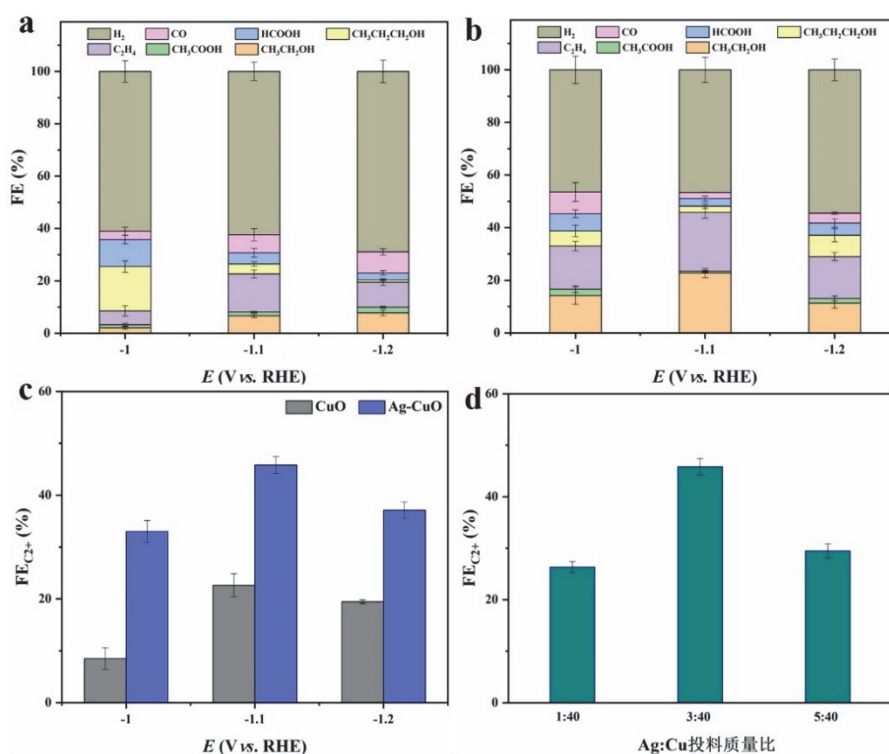 a
H₂ CO HCOOH CH₃CH₂CH₂OH
C₂H₄ CH₃COOH CH₃CH₂OH
FE (%)
100
80
60
40
20
0
-1 -1.1 -1.2
E (V vs. RHE)
b
H₂ CO HCOOH CH₃CH₂CH₂OH
C₂H₄ CH₃COOH CH₃CH₂OH
FE (%)
100
80
60
40
20
0
-1 -1.1 -1.2
E (V vs. RHE)
c
CuO Ag-CuO
FE_C2+ (%)
60
40
20
0
-1 -1.1 -1.2
E (V vs. RHE)
d
FE_C2+ (%)
60
40
20
0
1:40 3:40 5:40
Ag:Cu投料质量比